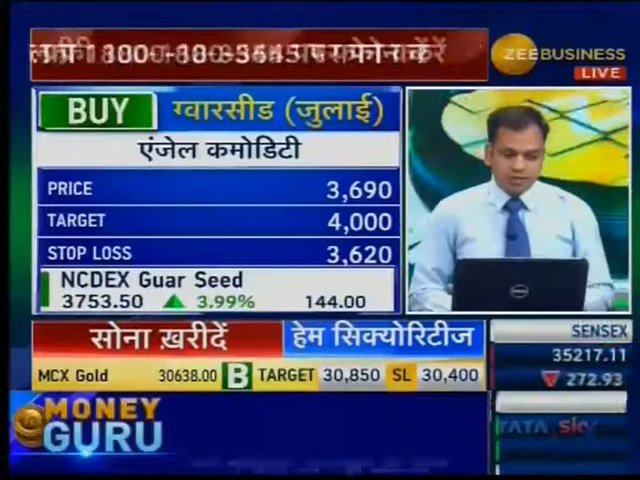 ZEEBUSINESS
LIVE
BUY ग्वारसीड (जुलाई)
एंजेल कमोडिटी
PRICE 3,690
TARGET 4,000
STOP LOSS 3,620
NCDEX Guar Seed
3753.50 3.99% 144.00
सोना ख़रीदें हेम सिक्योरिटीज
MCX Gold 30638.00 B TARGET 30,850 SL 30,400
SENSEX
35217.11
272.93
MONEY
GURU
TATA sky